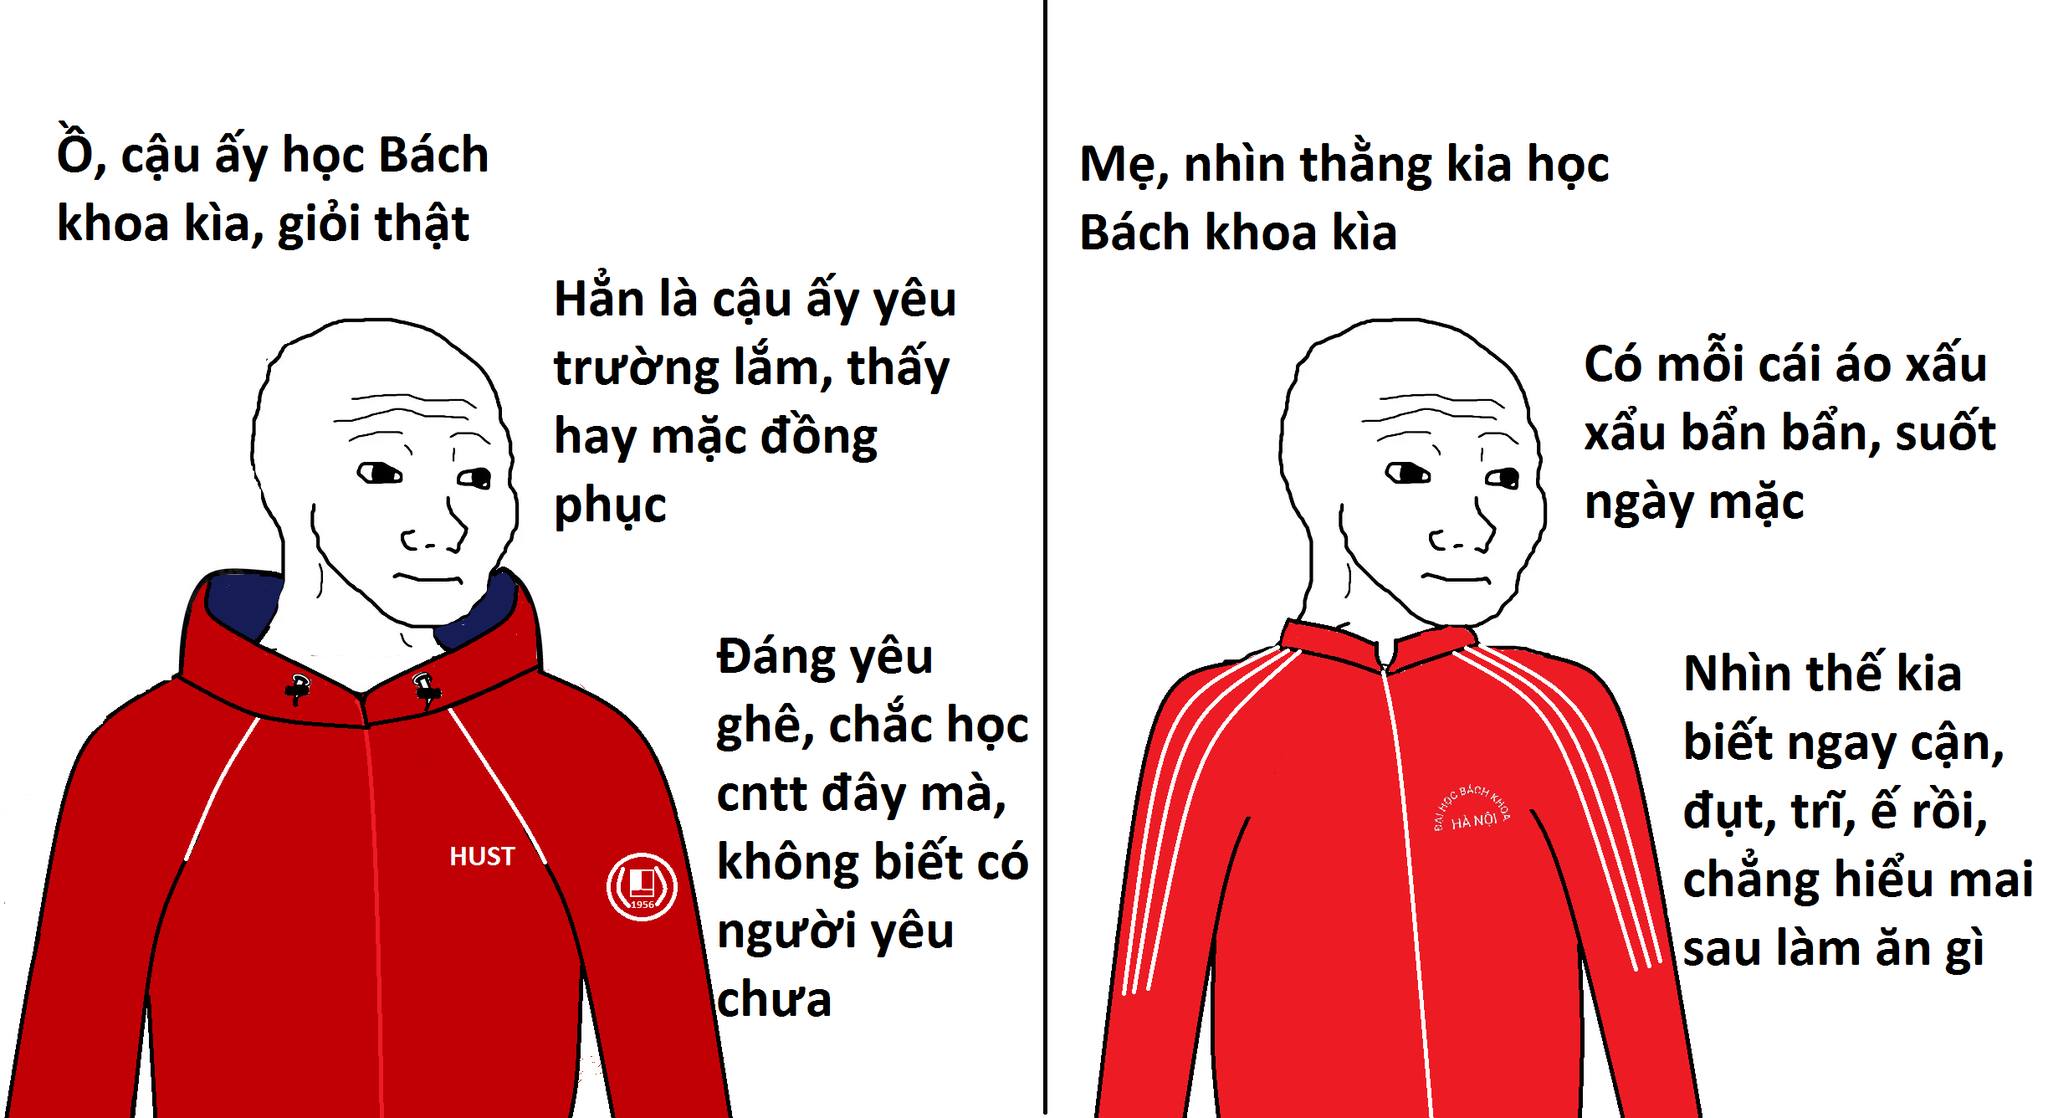 Ồ, cậu ấy học Bách
khoa kìa, giỏi thật
Hẳn là cậu ấy yêu
trường lắm, thấy
hay mặc đồng
phục
Đáng yêu
ghê, chắc học
cntt đây mà,
không biết có
người yêu
chưa
HUST
1956
Mẹ, nhìn thằng kia học
Bách khoa kìa
Có mỗi cái áo xấu
xẩu bẩn bẩn, suốt
ngày mặc
Nhìn thế kia
biết ngay cận,
đụt, trĩ, ế rồi,
chẳng hiểu mai
sau làm ăn gì
ĐẠI HỌC BÁCH KHOA
HÀ NỘI